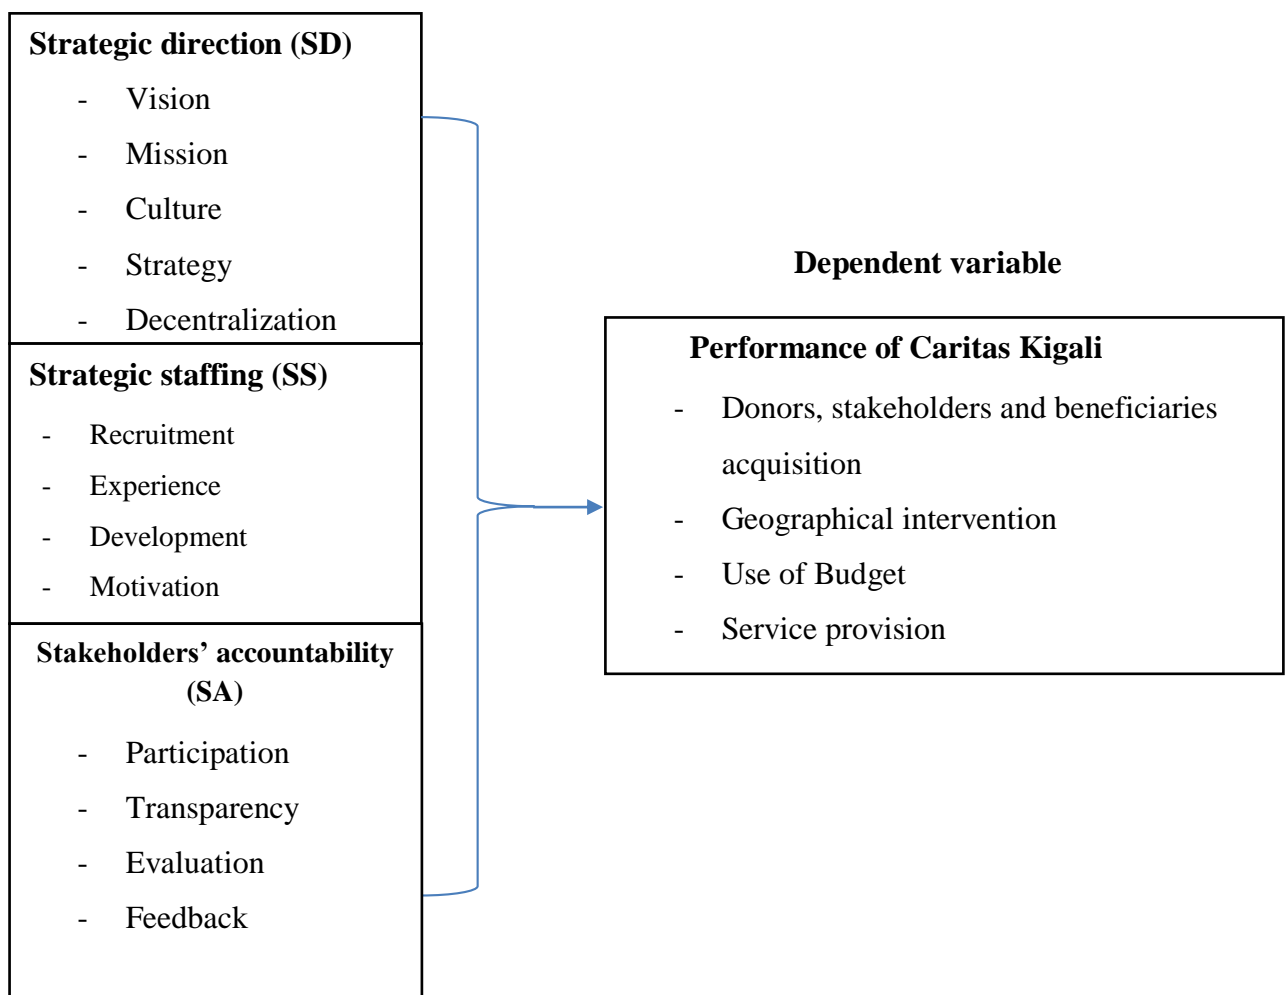 Strategic direction (SD)
- Vision
- Mission
- Culture
- Strategy
- Decentralization
Strategic staffing (SS)
- Recruitment
- Experience
- Development
- Motivation
Stakeholders’ accountability
(SA)
- Participation
- Transparency
- Evaluation
- Feedback
Dependent variable
Performance of Caritas Kigali
- Donors, stakeholders and beneficiaries
acquisition
- Geographical intervention
- Use of Budget
- Service provision